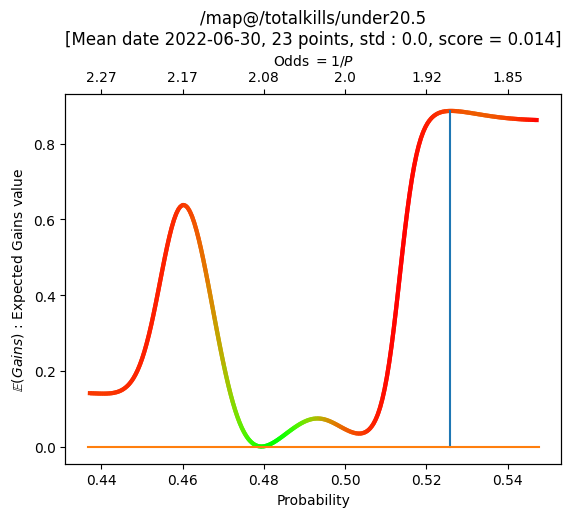 /map@/totalkills/under20.5
[Mean date 2022-06-30, 23 points, std : 0.0, score = 0.014]
Odds = 1/P
2.27 2.17 2.08 2.0 1.92 1.85
𝔼(Gains) : Expected Gains value
0.8
0.6
0.4
0.2
0.0
0.44 0.46 0.48 0.50 0.52 0.54
Probability